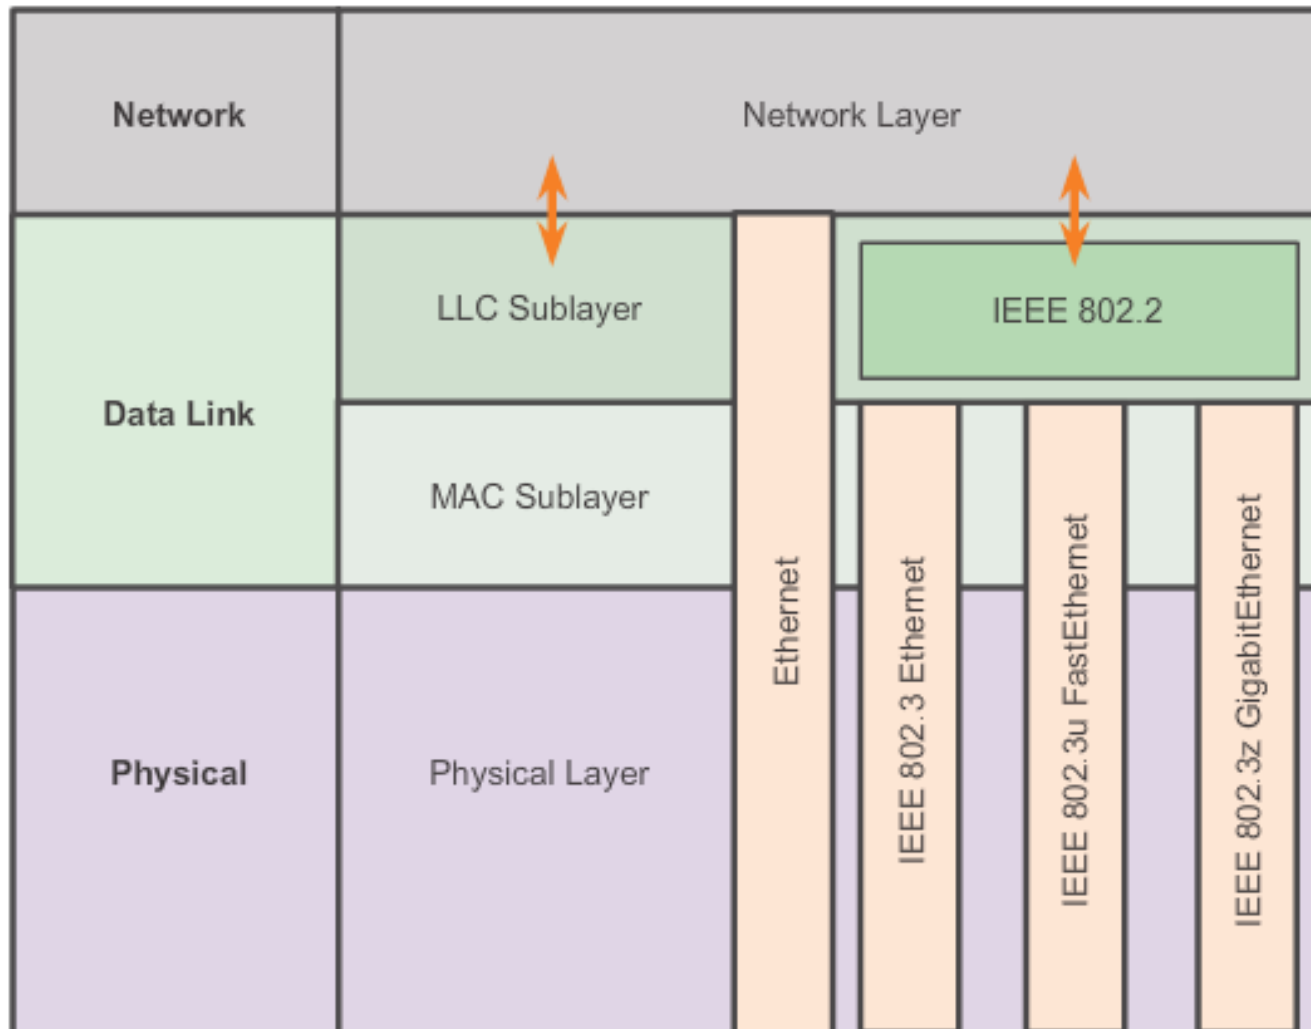 Network
Network Layer
Data Link
LLC Sublayer
IEEE 802.2
MAC Sublayer
Physical
Physical Layer
Ethernet
IEEE 802.3 Ethernet
IEEE 802.3u FastEthernet
IEEE 802.3z GigabitEthernet